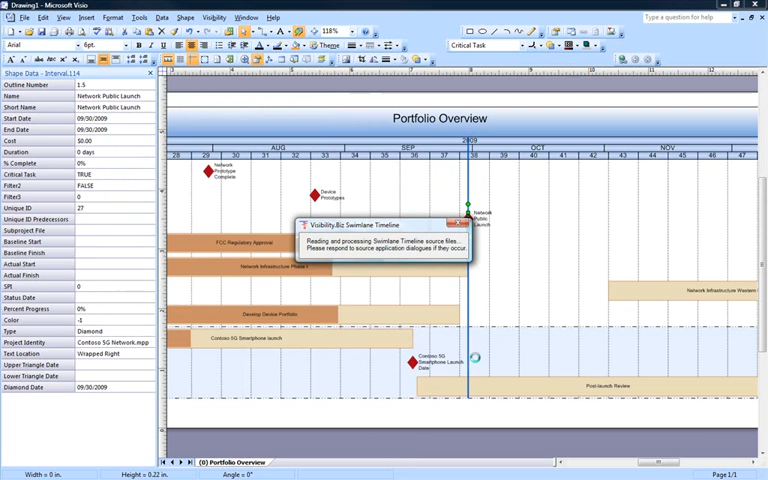 Drawing1 - Microsoft Visio
File Edit View Insert Format Tools Data Shape Visibility Window Help
Type a question for help
118%
Arial 6pt. Theme Critical Task
Shape Data - Interval.114
Outline Number 1.5
Name Network Public Launch
Short Name Network Public Launch
Start Date 09/30/2009
End Date 09/30/2009
Cost $0.00
Duration 0 days
% Complete 0%
Critical Task TRUE
Filter2 FALSE
Filter3 0
Unique ID 27
Unique ID Predecessors
Subproject File
Baseline Start
Baseline Finish
Actual Start
Actual Finish
SPI 0
Status Date
Percent Progress 0%
Color -1
Type Diamond
Project Identity Contoso 5G Network.mpp
Text Location Wrapped Right
Upper Triangle Date
Lower Triangle Date
Diamond Date 09/30/2009
Portfolio Overview
2009
AUG SEP OCT NOV
28 29 30 31 32 33 34 35 36 37 38 39 40 41 42 43 44 45 46 47
Network
Prototype
Complete
Device
Prototypes
Network
Public
Launch
Visibility.Biz Swimlane Timeline
Reading and processing Swimlane Timeline source files...
Please respond to source application dialogues if they occur.
FCC Regulatory Approval
Network Infrastructure Phase I
Network Infrastructure Western
Develop Device Portfolio
Contoso 5G Smartphone launch
Contoso 5G
Smartphone Launch
Date
Post-launch Review
(0) Portfolio Overview
Width = 0 in. Height = 0.22 in. Angle = 0° Page 1/1